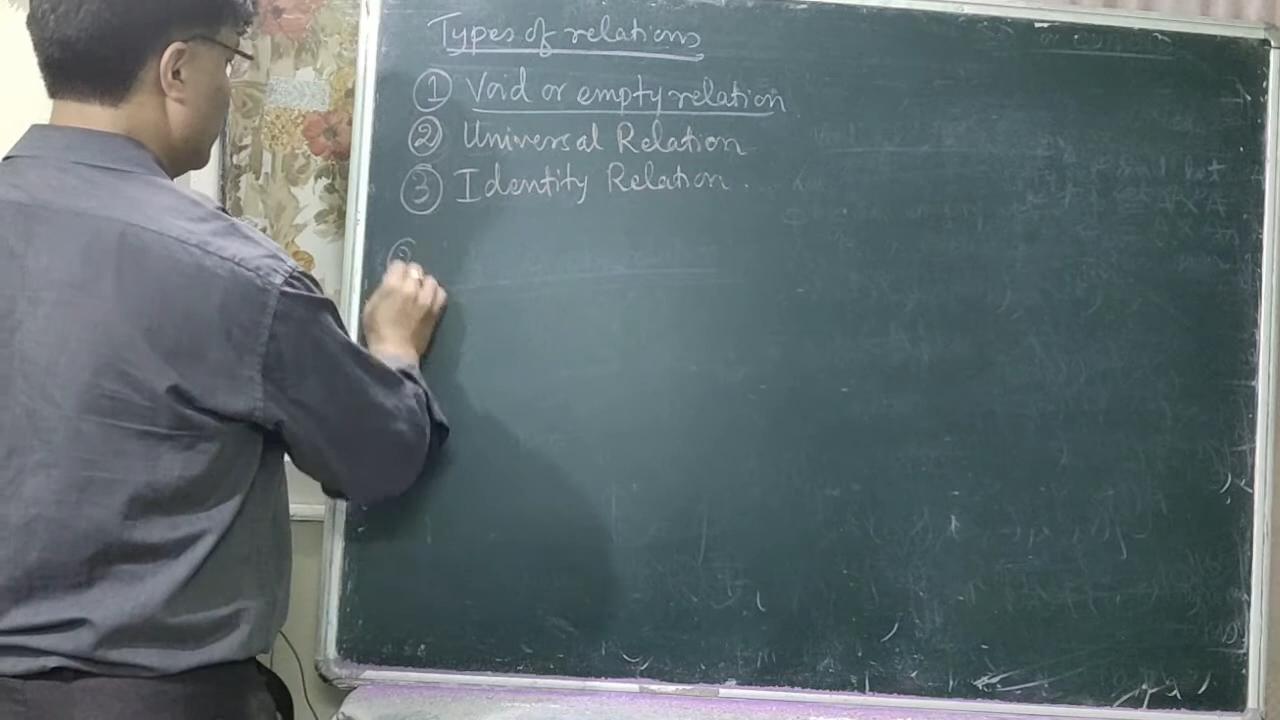 Types of relations
① Void or empty relation
② Universal Relation
③ Identity Relation.